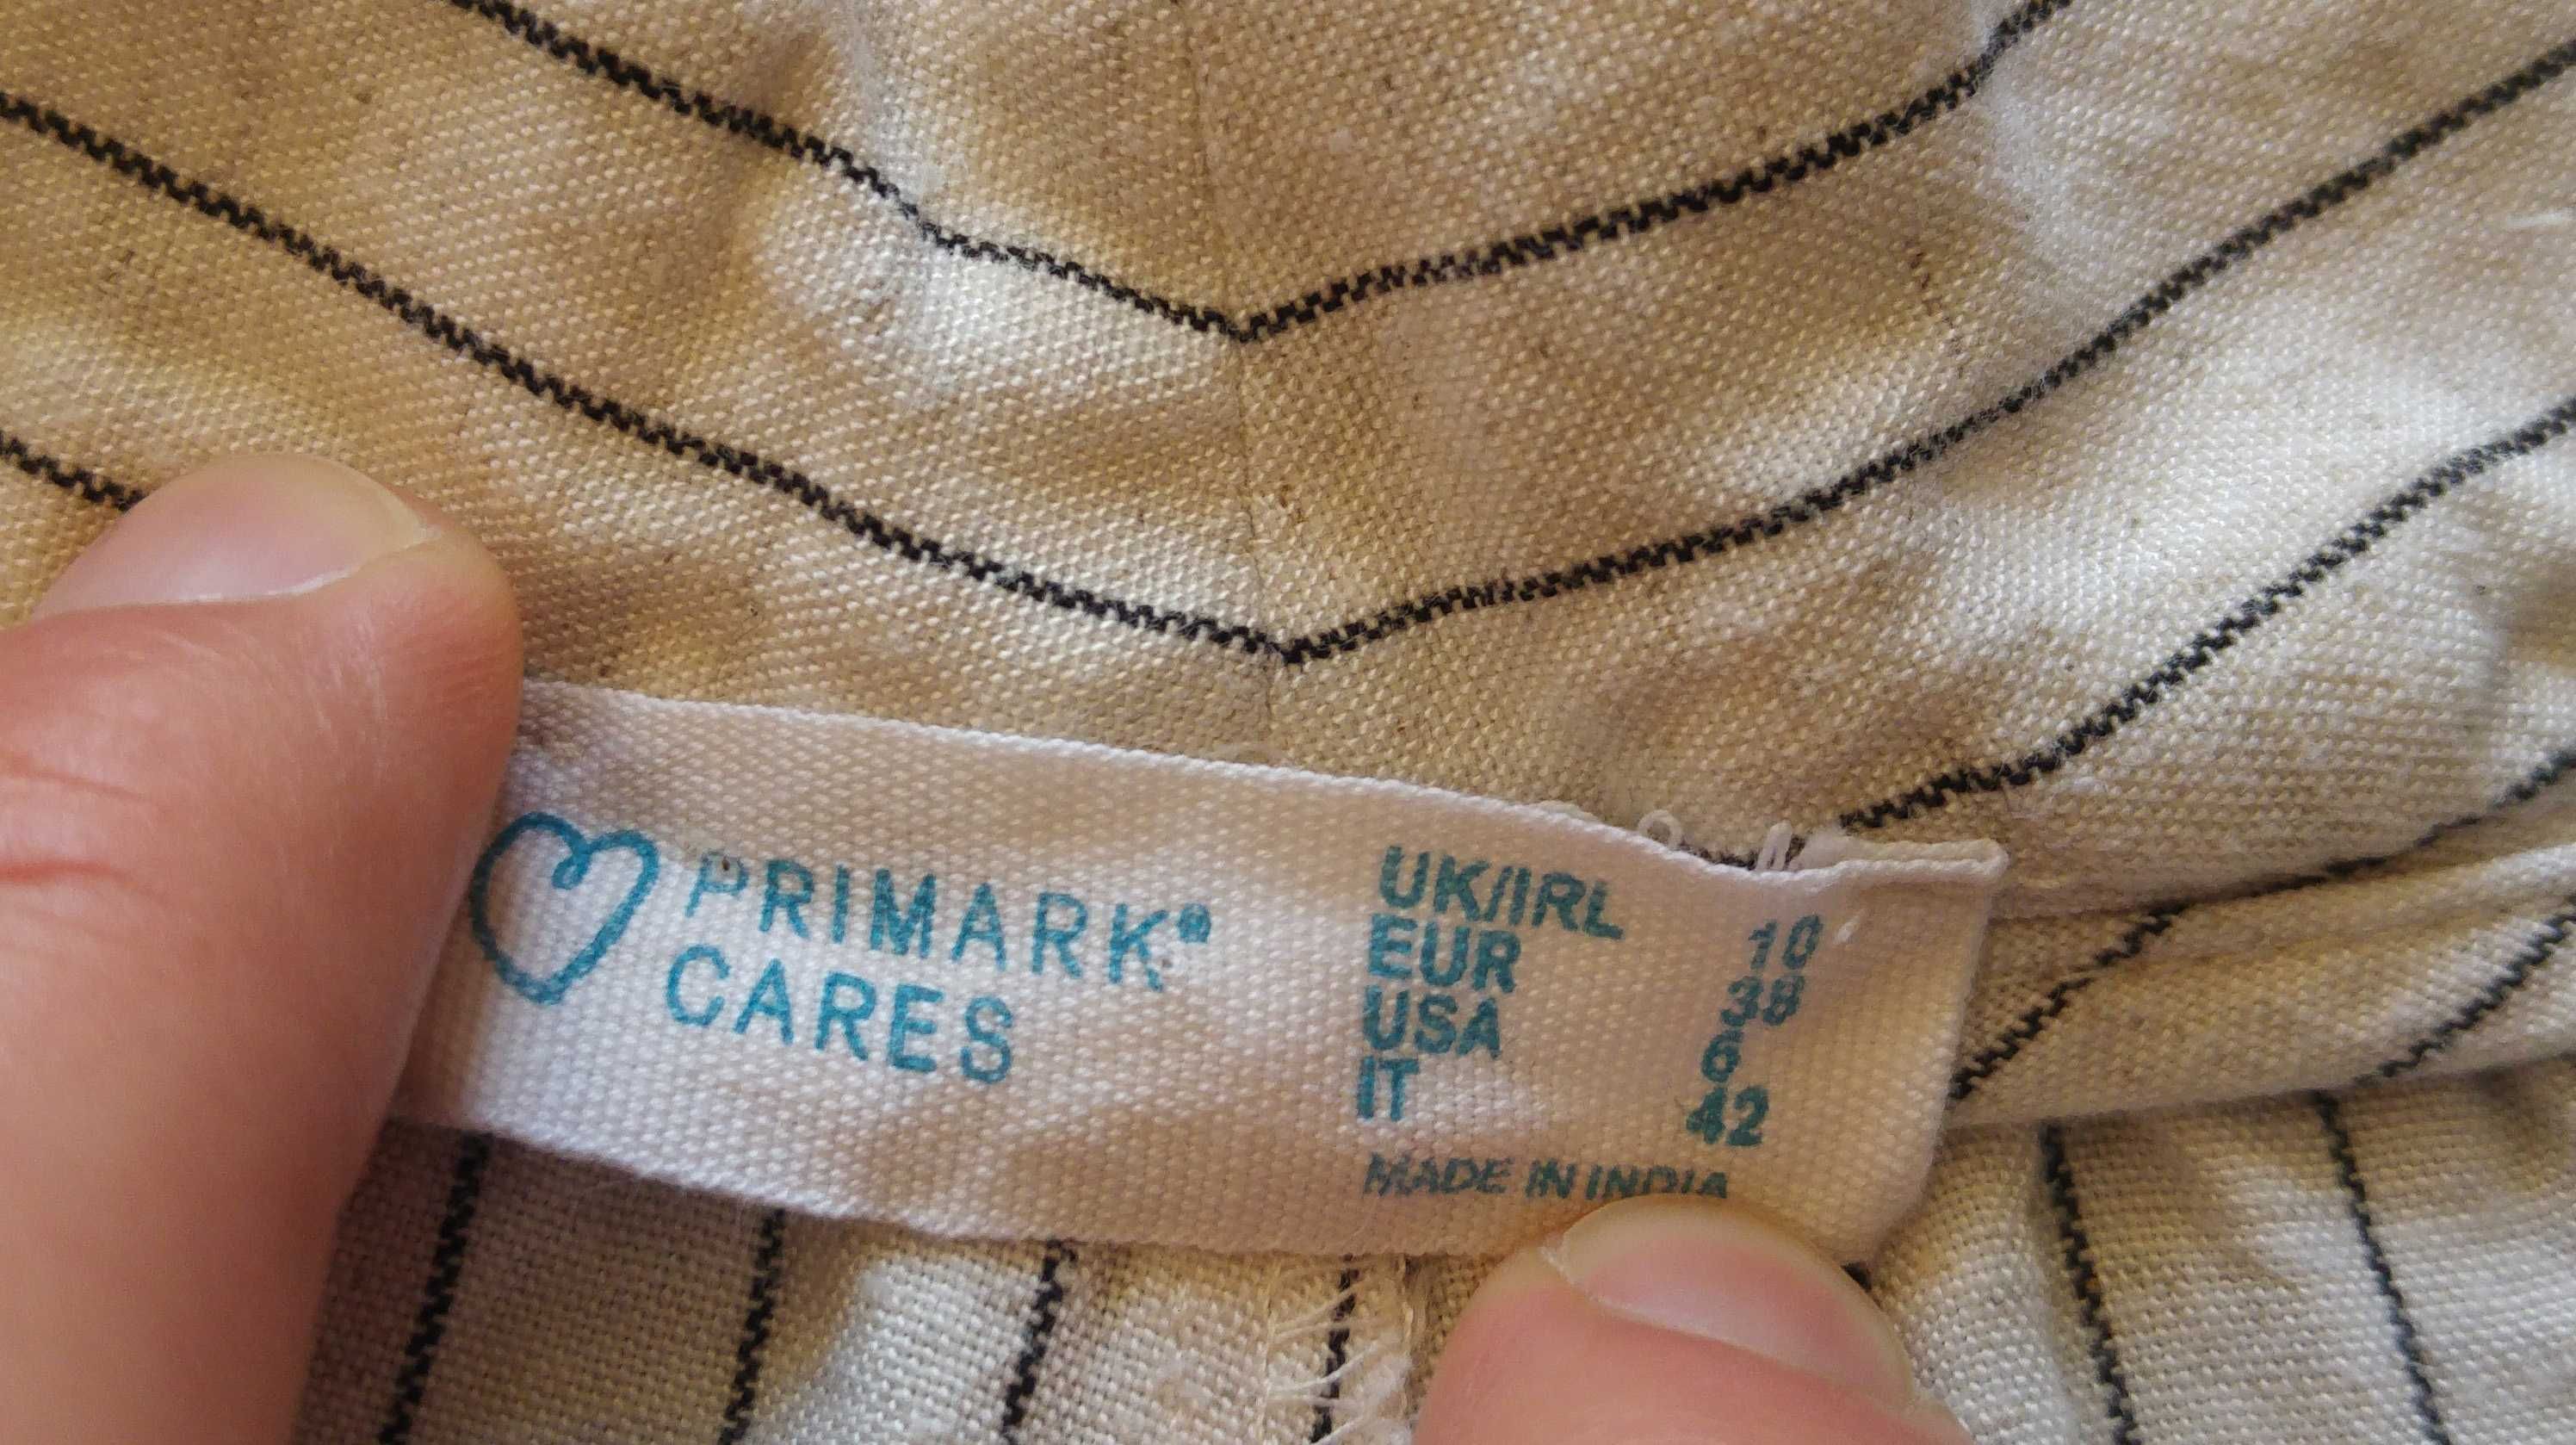 PRIMARK®
CARES
UK/IRL 10
EUR 38
USA 6
IT 42
MADE IN INDIA